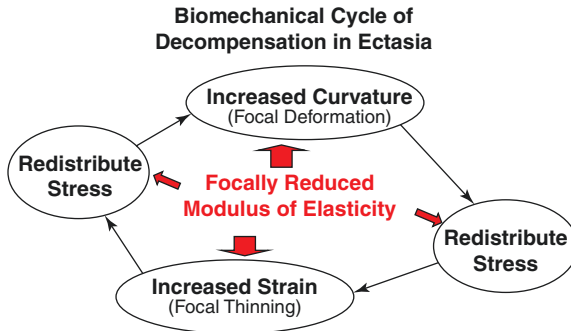 Biomechanical Cycle of
Decompensation in Ectasia
Increased Curvature
(Focal Deformation)
Redistribute
Stress
Focally Reduced
Modulus of Elasticity
Redistribute
Stress
Increased Strain
(Focal Thinning)